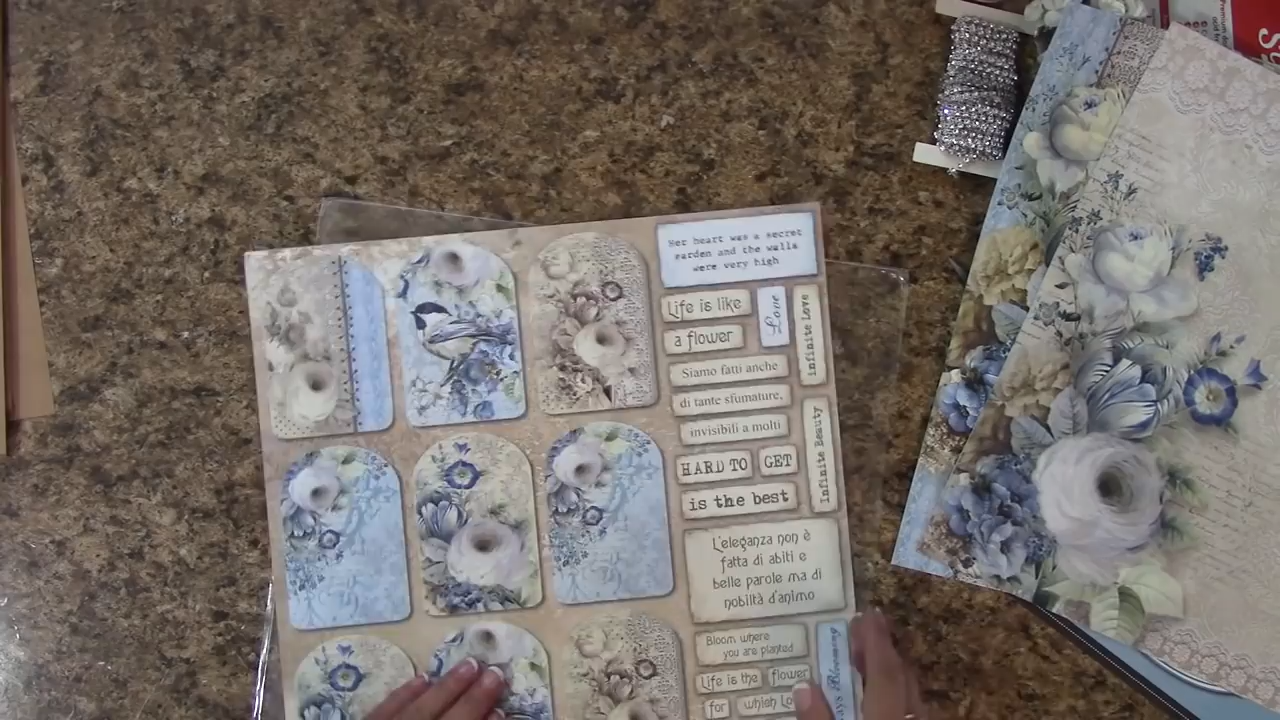 Her heart was a secret
garden and the walls
were very high
Life is like
a flower
Love
Infinite Love
Siamo fatti anche
di tante sfumature,
invisibili a molti
HARD TO
GET
is the best
Infinite Beauty
L'eleganza non è
fatta di abiti e
belle parole ma di
nobiltà d'animo
Bloom where
you are planted
Life is the
flower
for
which
Blooming